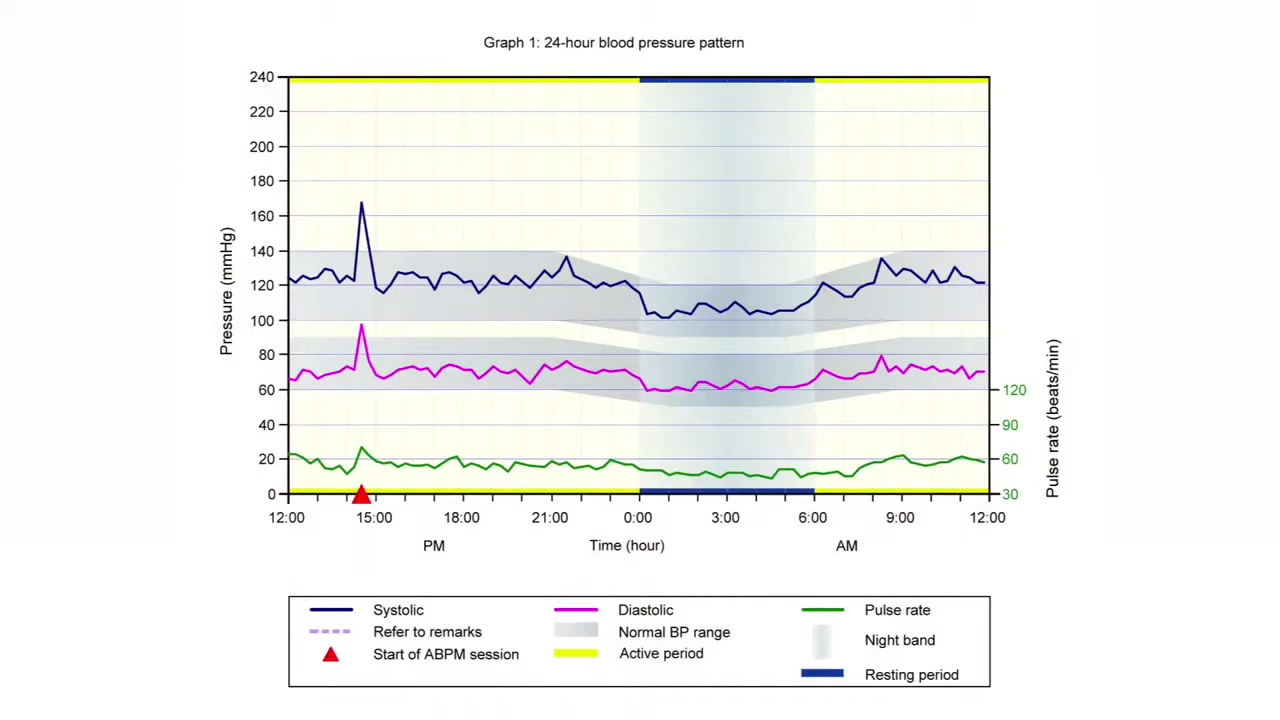 Graph 1: 24-hour blood pressure pattern
240
220
200
180
160
140
120
100
80
60
40
20
0
Pressure (mmHg)
120
90
60
30
Pulse rate (beats/min)
12:00 15:00 18:00 21:00 0:00 3:00 6:00 9:00 12:00
PM Time (hour) AM
Systolic Diastolic Pulse rate
Refer to remarks Normal BP range Night band
Start of ABPM session Active period Resting period